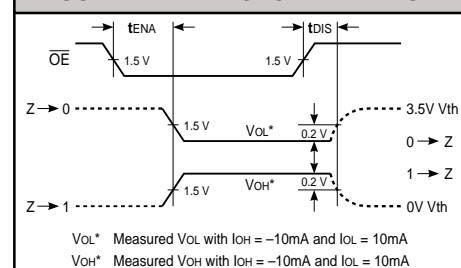 tENA tDIS
OE 1.5 V 1.5 V
Z → 0 3.5V Vth
1.5 V VOL* 0.2 V
0 → Z
1 → Z
1.5 V VOH* 0.2 V
Z → 1 0V Vth
VOL* Measured VOL with IOH = –10mA and IOL = 10mA
VOH* Measured VOH with IOH = –10mA and IOL = 10mA